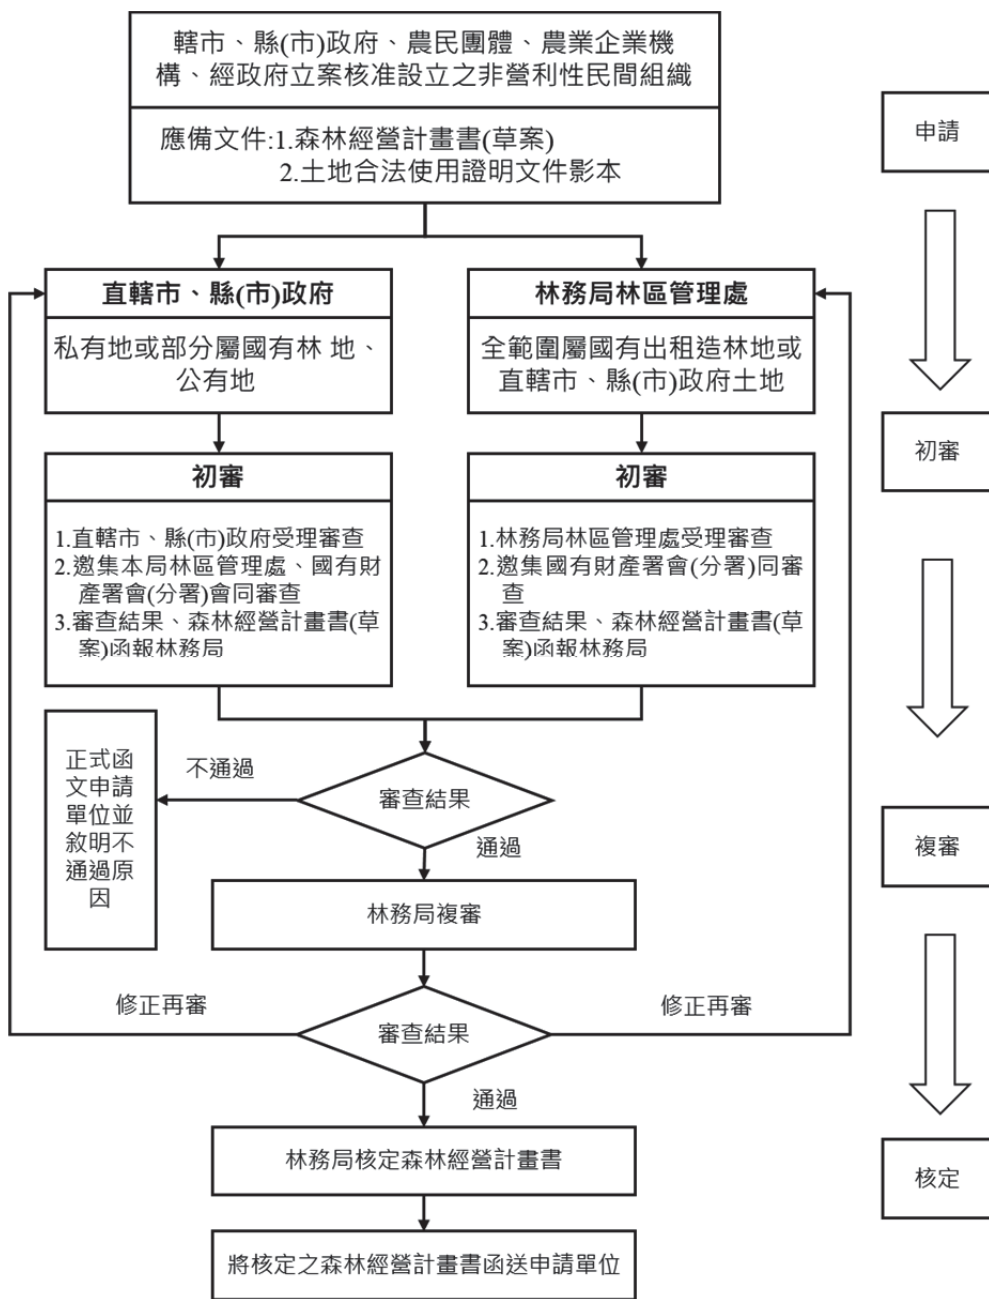 轄市、縣(市)政府、農民團體、農業企業機
構、經政府立案核准設立之非營利性民間組織
應備文件:1.森林經營計畫書(草案)
2.土地合法使用證明文件影本
申請
直轄市、縣(市)政府
私有地或部分屬國有林 地、
公有地
林務局林區管理處
全範圍屬國有出租造林地或
直轄市、縣(市)政府土地
初審
初審
1.直轄市、縣(市)政府受理審查
2.邀集本局林區管理處、國有財
產署會(分署)會同審查
3.審查結果、森林經營計畫書(草
案)函報林務局
初審
1.林務局林區管理處受理審查
2.邀集國有財產署會(分署)同審
查
3.審查結果、森林經營計畫書(草
案)函報林務局
正式函
文申請
單位並
敘明不
通過原
因
不通過
審查結果
通過
複審
林務局複審
修正再審
審查結果
修正再審
通過
林務局核定森林經營計畫書
核定
將核定之森林經營計畫書函送申請單位